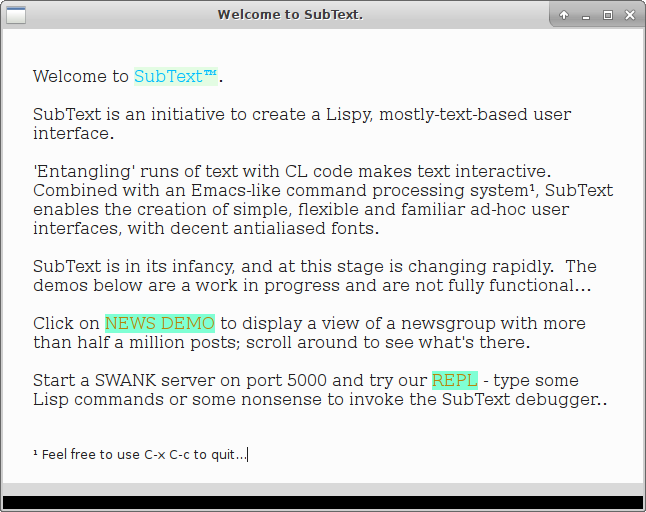 Welcome to SubText.
Welcome to SubText™.
SubText is an initiative to create a Lispy, mostly-text-based user
interface.
'Entangling' runs of text with CL code makes text interactive.
Combined with an Emacs-like command processing system¹, SubText
enables the creation of simple, flexible and familiar ad-hoc user
interfaces, with decent antialiased fonts.
SubText is in its infancy, and at this stage is changing rapidly.  The
demos below are a work in progress and are not fully functional...
Click on NEWS DEMO to display a view of a newsgroup with more
than half a million posts; scroll around to see what's there.
Start a SWANK server on port 5000 and try our REPL - type some
Lisp commands or some nonsense to invoke the SubText debugger..
¹ Feel free to use C-x C-c to quit...